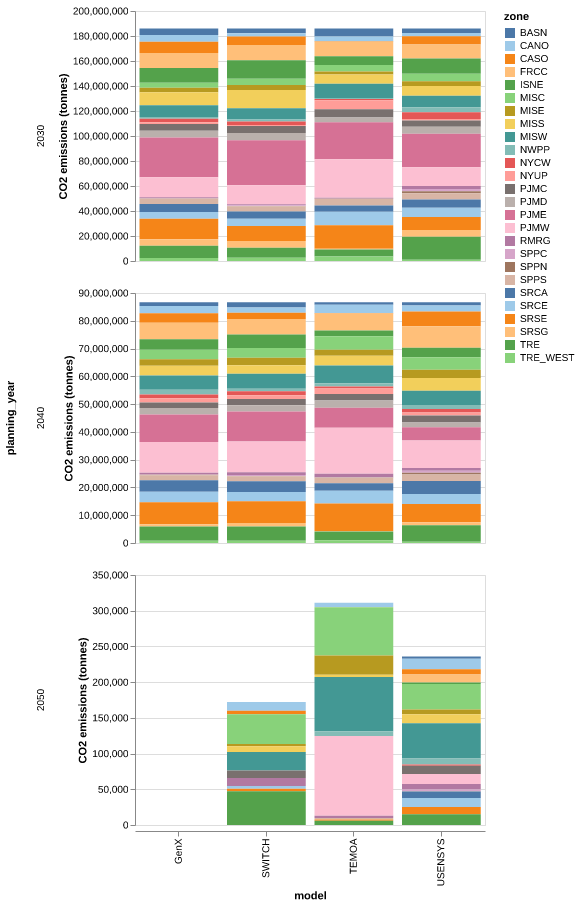 zone
BASN
CANO
CASO
FRCC
ISNE
MISC
MISE
MISS
MISW
NWPP
NYCW
NYUP
PJMC
PJMD
PJME
PJMW
RMRG
SPPC
SPPN
SPPS
SRCA
SRCE
SRSE
SRSG
TRE
TRE_WEST
planning_year
2030
CO2 emissions (tonnes)
200,000,000
180,000,000
160,000,000
140,000,000
120,000,000
100,000,000
80,000,000
60,000,000
40,000,000
20,000,000
0
2040
CO2 emissions (tonnes)
90,000,000
80,000,000
70,000,000
60,000,000
50,000,000
40,000,000
30,000,000
20,000,000
10,000,000
0
2050
CO2 emissions (tonnes)
350,000
300,000
250,000
200,000
150,000
100,000
50,000
0
GenX
SWITCH
TEMOA
USENSYS
model